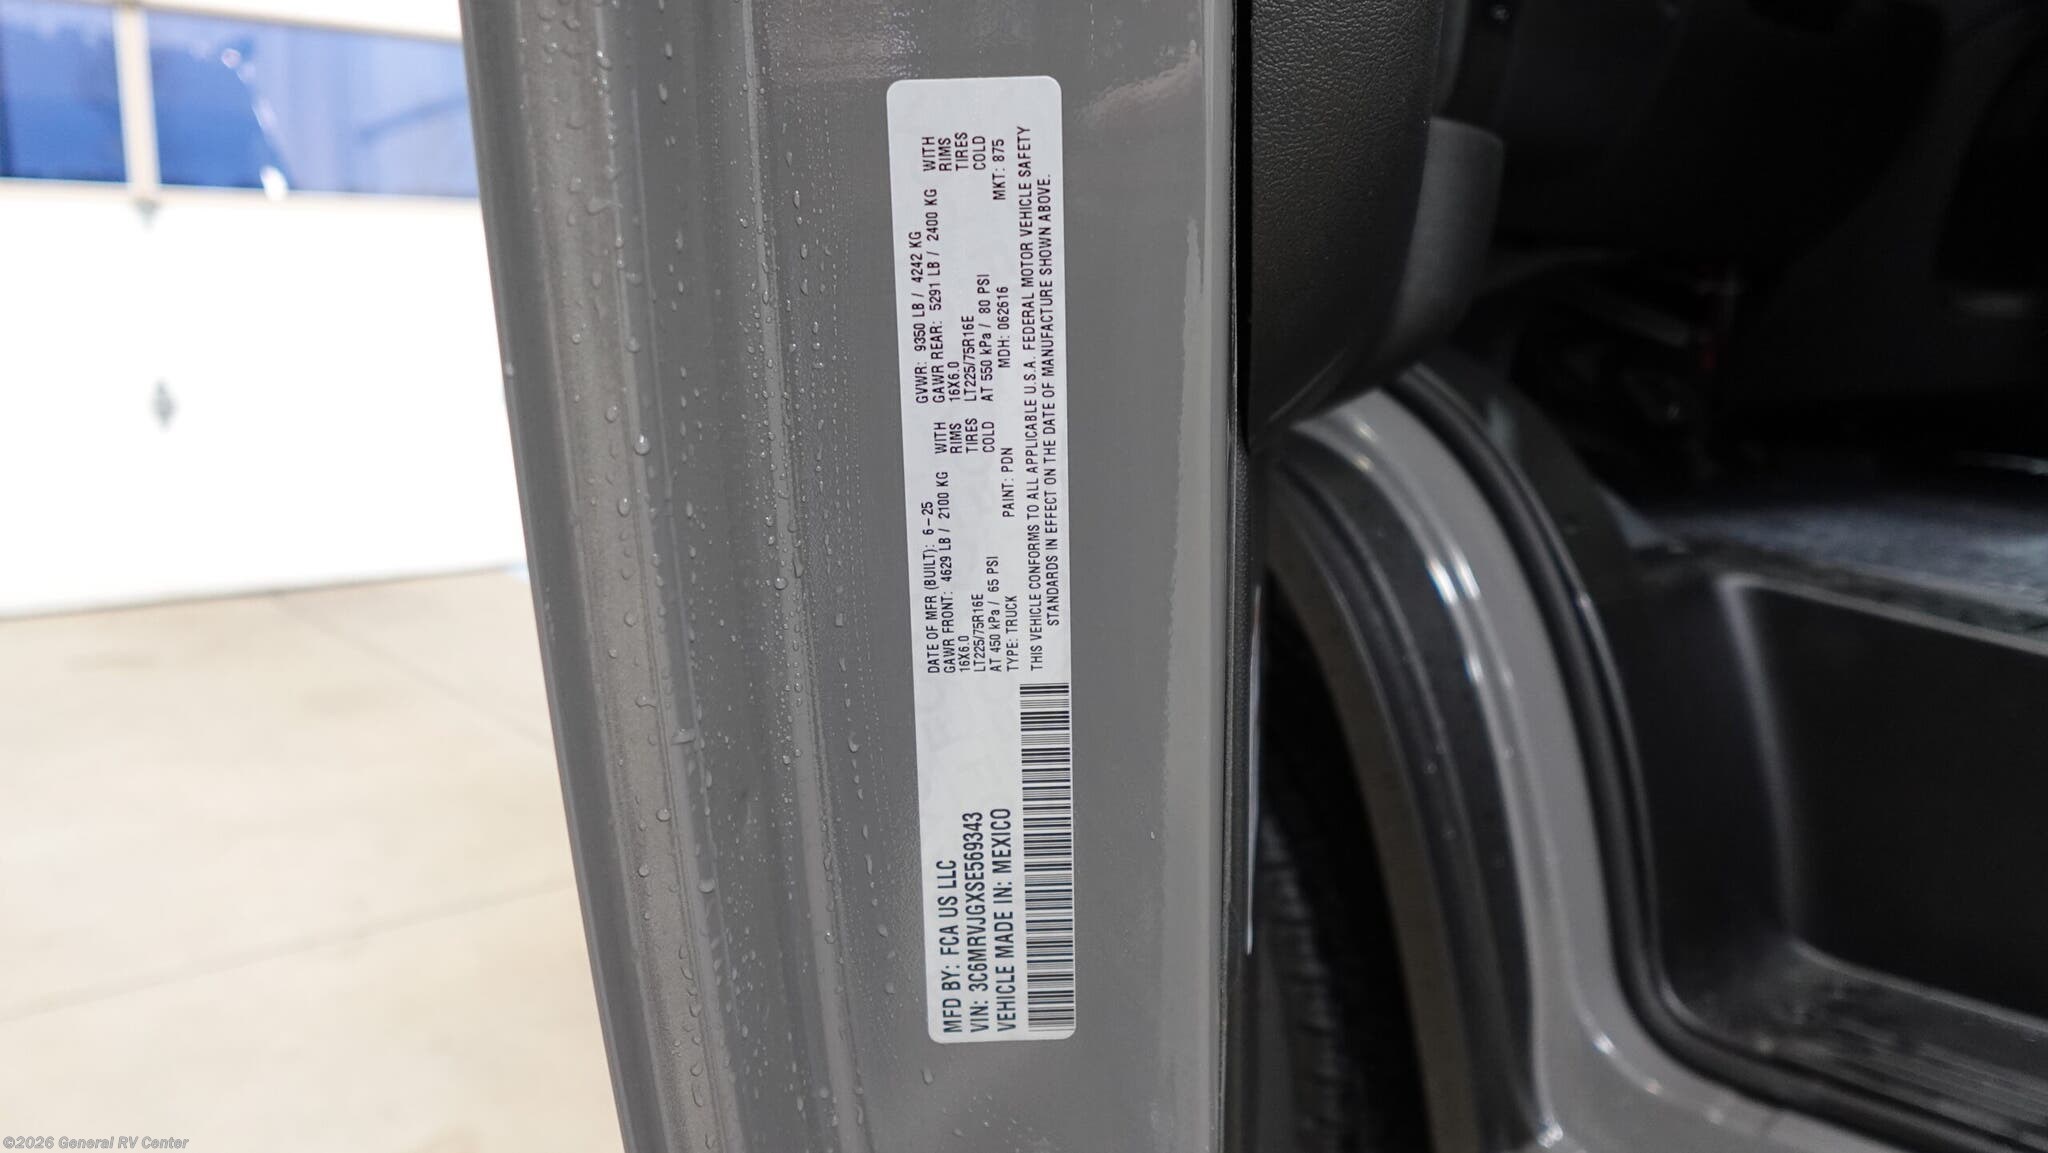 MFD BY: FCA US LLC
VIN: 3C6MRVJGXSE569343
VEHICLE MADE IN: MEXICO
DATE OF MFR (BUILT): 6-25 GVWR: 9350 LB / 4242 KG
GAWR FRONT: 4629 LB / 2100 KG WITH GAWR REAR: 5291 LB / 2400 KG WITH
16X6.0 RIMS 16X6.0 RIMS
LT225/75R16E TIRES LT225/75R16E TIRES
AT 450 kPa / 65 PSI COLD AT 550 kPa / 80 PSI COLD
TYPE: TRUCK PAINT: PDN MDH: 062616 MKT: 875
THIS VEHICLE CONFORMS TO ALL APPLICABLE U.S.A. FEDERAL MOTOR VEHICLE SAFETY
STANDARDS IN EFFECT ON THE DATE OF MANUFACTURE SHOWN ABOVE.
©2026 General RV Center